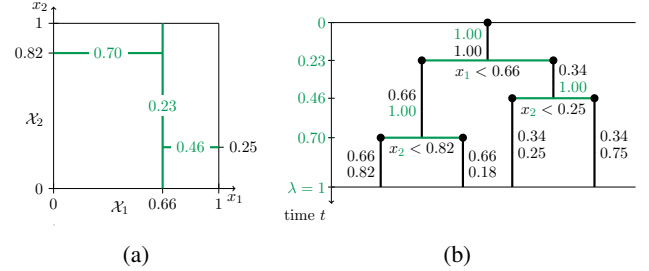 x₂
1
0.82
0.70
0.23
𝒳₂
0.46
0.25
0
0
𝒳₁
0.66
1
x₁
(a)
0
1.00
1.00
0.23
x₁ < 0.66
0.34
1.00
0.66
1.00
0.46
x₂ < 0.25
0.70
x₂ < 0.82
0.66
0.82
0.66
0.18
0.34
0.25
0.34
0.75
λ = 1
time t
(b)